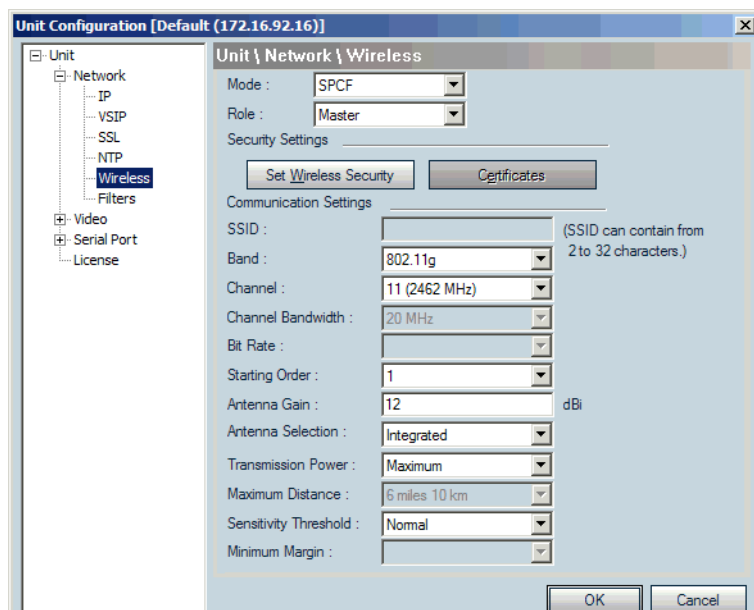 Unit Configuration [Default (172.16.92.16)]
Unit
Network
IP
VSIP
SSL
NTP
Wireless
Filters
Video
Serial Port
License
Unit \ Network \ Wireless
Mode : SPCF
Role : Master
Security Settings
Set Wireless Security Certificates
Communication Settings
SSID : (SSID can contain from
2 to 32 characters.)
Band : 802.11g
Channel : 11 (2462 MHz)
Channel Bandwidth : 20 MHz
Bit Rate :
Starting Order : 1
Antenna Gain : 12 dBi
Antenna Selection : Integrated
Transmission Power : Maximum
Maximum Distance : 6 miles 10 km
Sensitivity Threshold : Normal
Minimum Margin :
OK Cancel